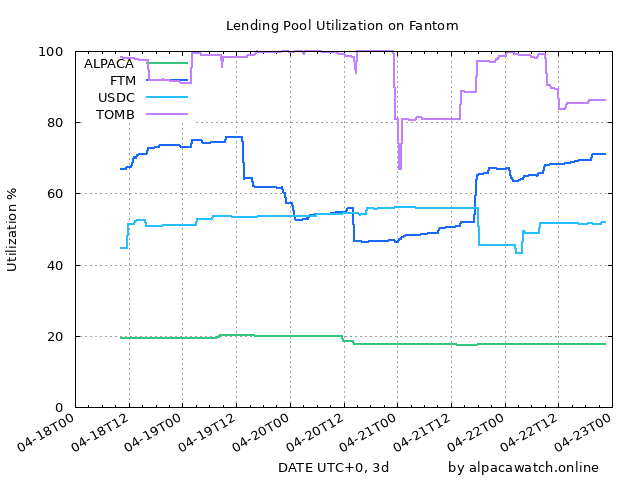 Lending Pool Utilization on Fantom
100
80
60
40
20
0
Utilization %
ALPACA
FTM
USDC
TOMB
04-18T00
04-18T12
04-19T00
04-19T12
04-20T00
04-20T12
04-21T00
04-21T12
04-22T00
04-22T12
04-23T00
DATE UTC+0, 3d
by alpacawatch.online